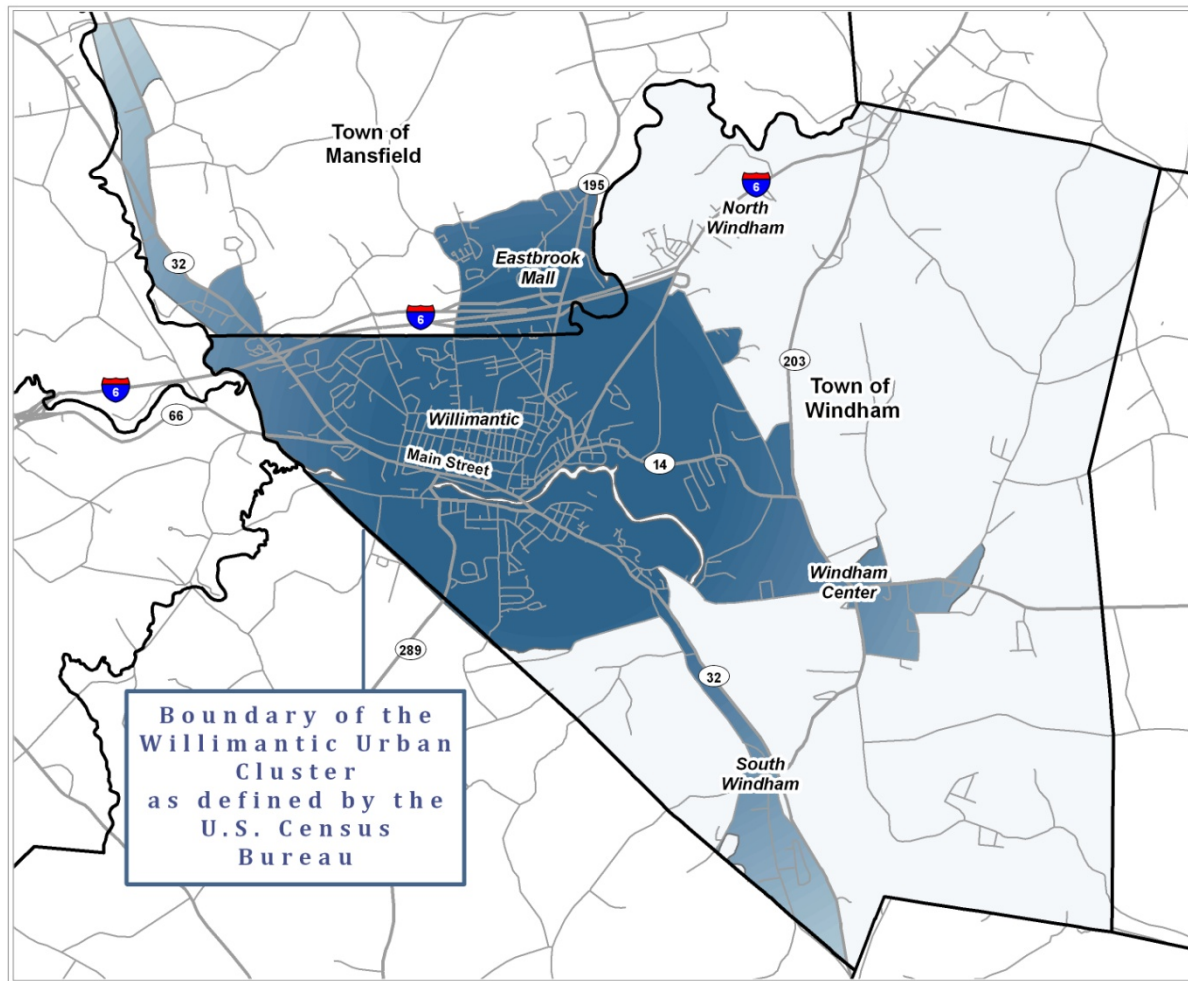 Town of
Mansfield
195
6
North
Windham
Eastbrook
Mall
32
6
203
6
66
Town of
Windham
Willimantic
Main Street
14
Windham
Center
289
32
Boundary of the
Willimantic Urban
Cluster
as defined by the
U.S. Census
Bureau
South
Windham